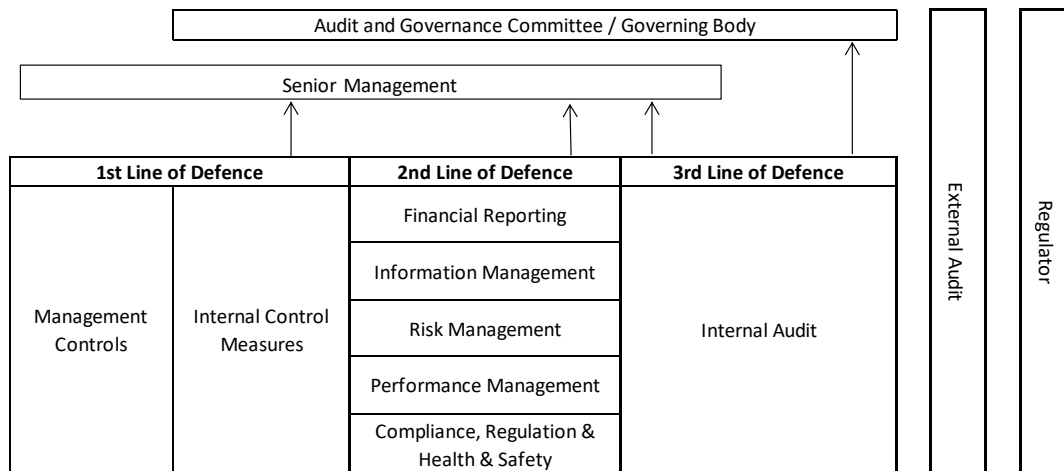 Audit and Governance Committee / Governing Body
Senior Management
1st Line of Defence
2nd Line of Defence
3rd Line of Defence
Management
Controls
Internal Control
Measures
Financial Reporting
Information Management
Risk Management
Performance Management
Compliance, Regulation &
Health & Safety
Internal Audit
External Audit
Regulator